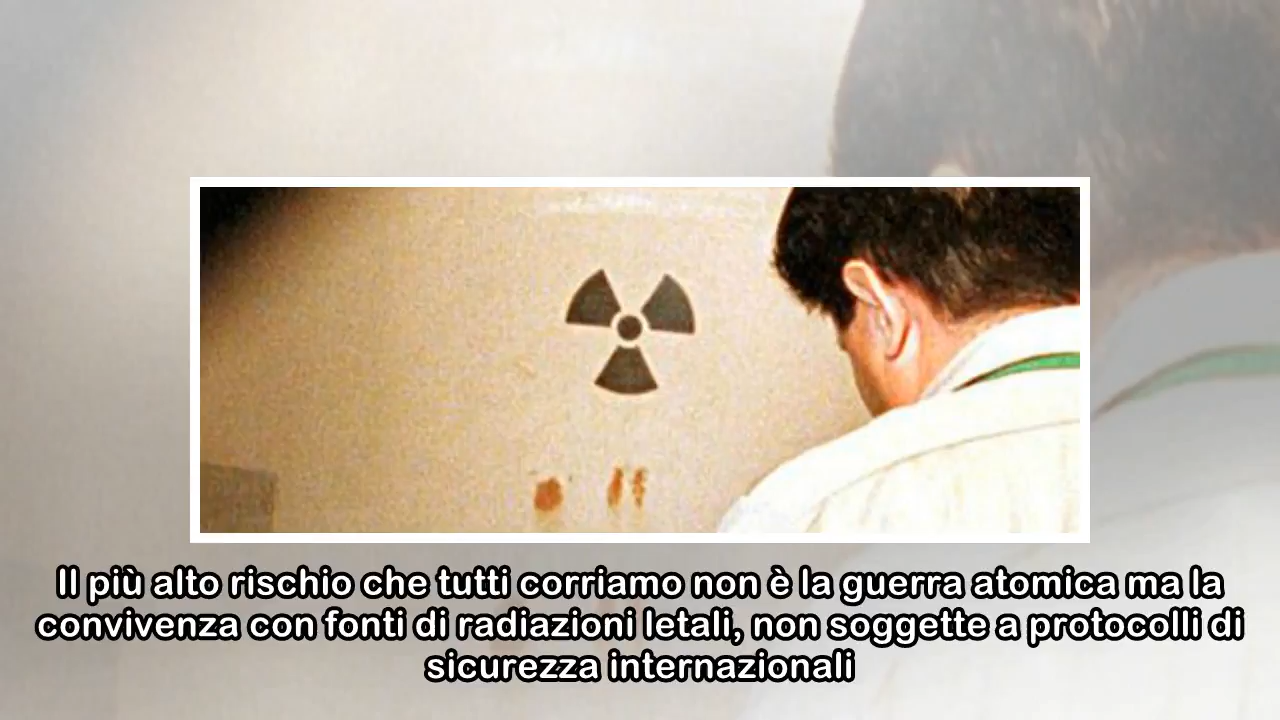 Il più alto rischio che tutti corriamo non è la guerra atomica ma la
convivenza con fonti di radiazioni letali, non soggette a protocolli di
sicurezza internazionali